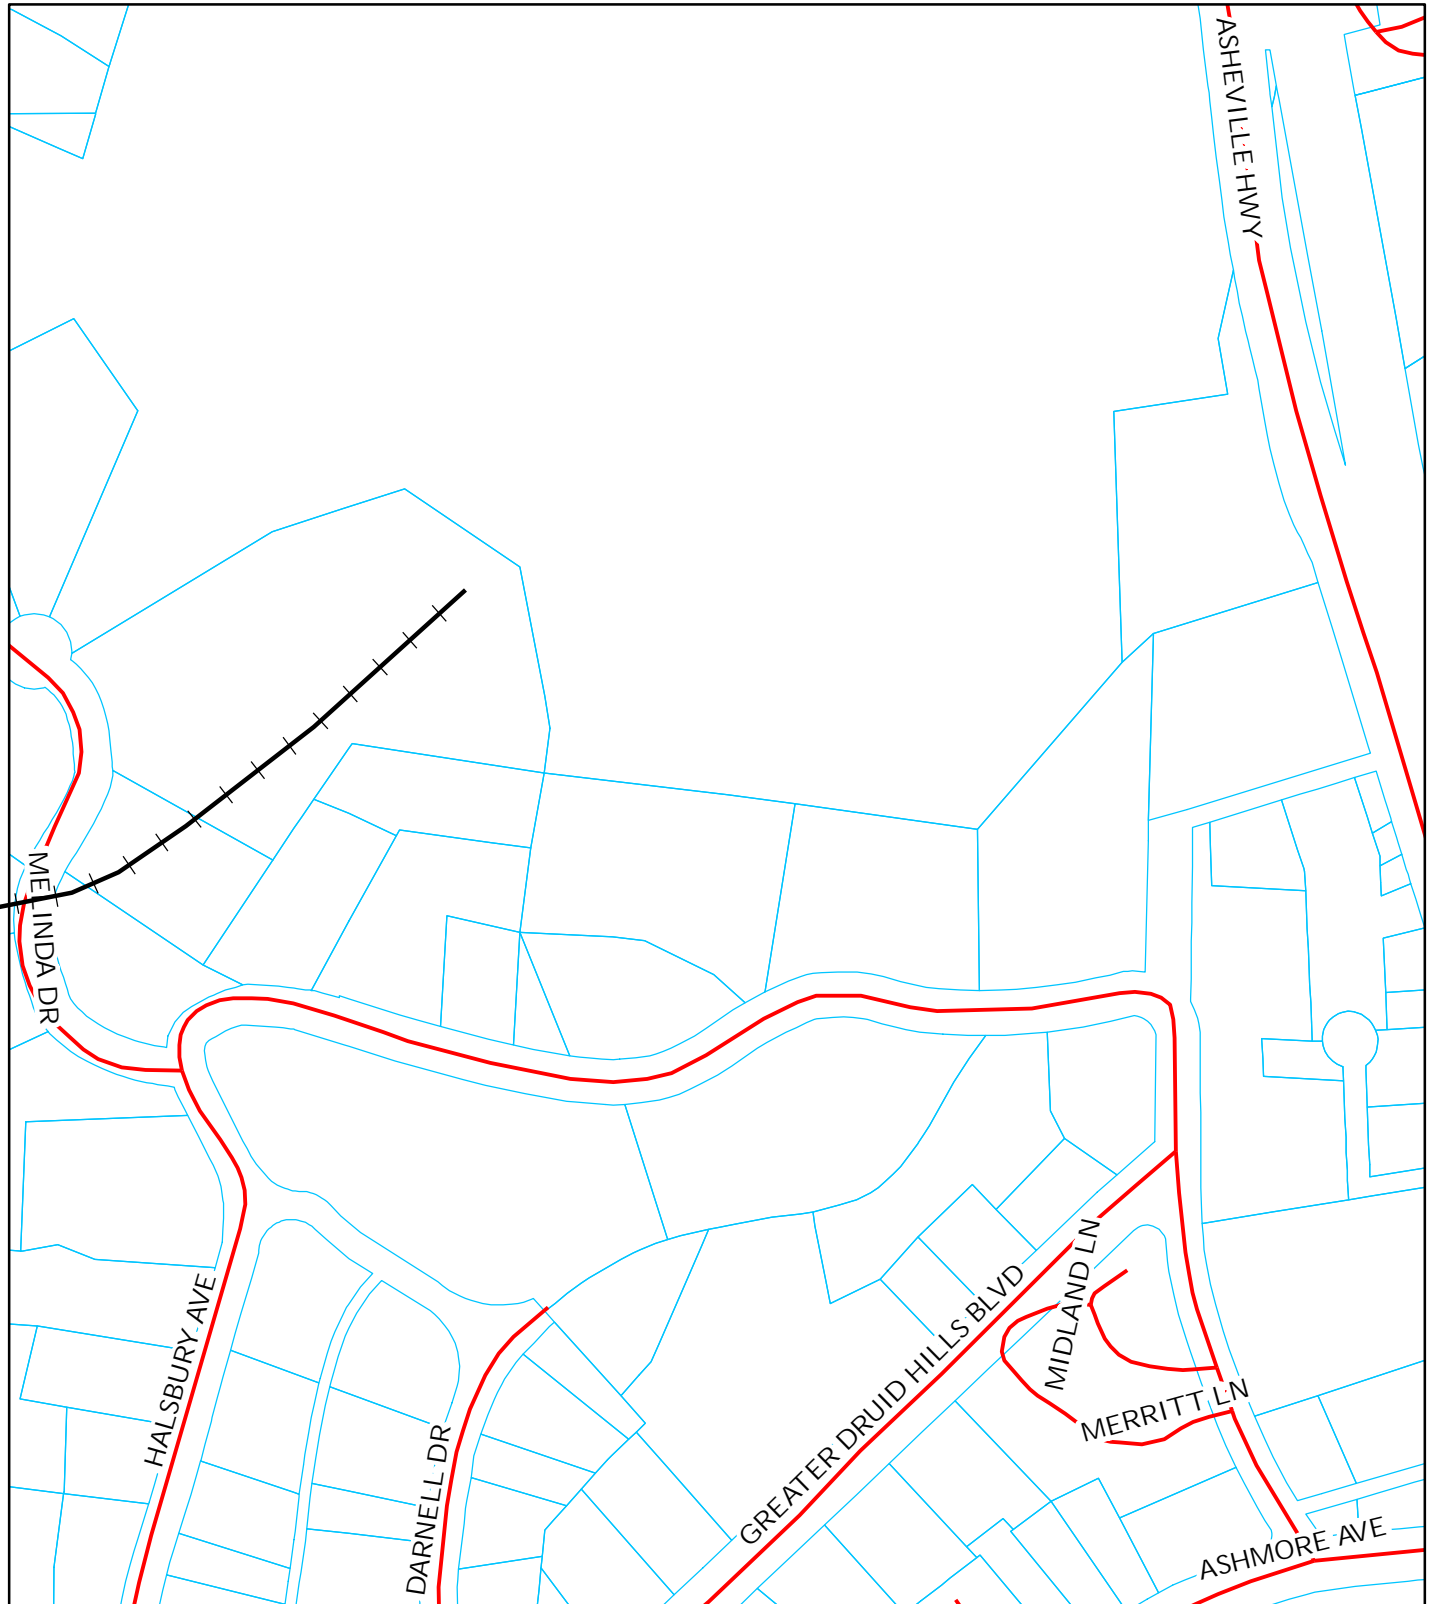 ASHEVILLE HWY
MELINDA DR
MIDLAND LN
GREATER DRUID HILLS BLVD
HALSBURY AVE
MERRITT LN
DARNELL DR
ASHMORE AVE